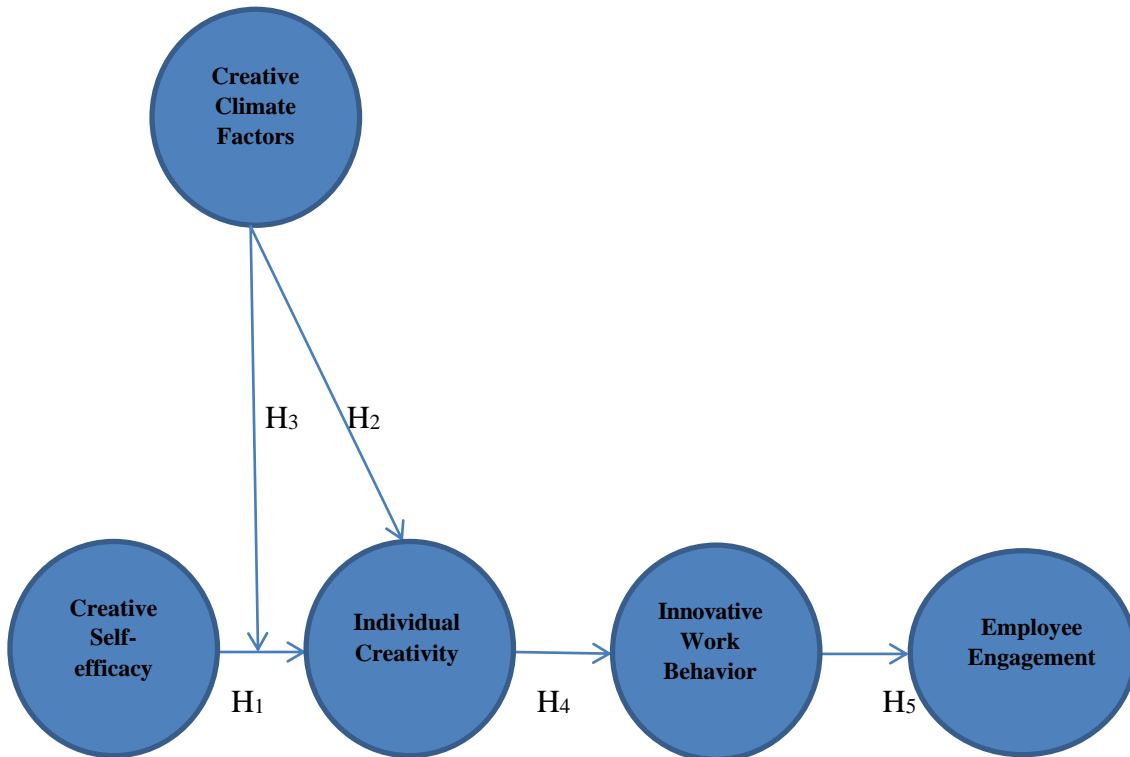 Creative
Climate
Factors
H3
H2
Creative
Self-
efficacy
Individual
Creativity
Innovative
Work
Behavior
Employee
Engagement
H1
H4
H5